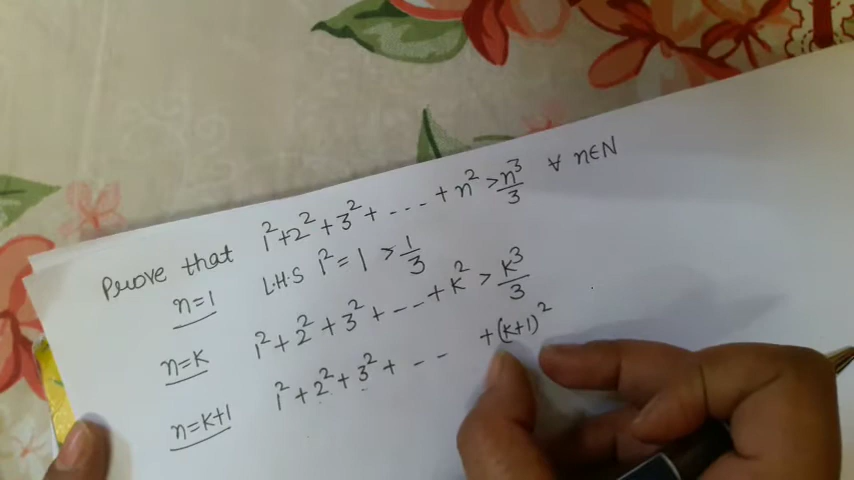 Prove that 1²+2²+3²+ --- +n² > n³/3 ∀ n∈N
n=1 L.H.S 1² = 1 > 1/3
n=k 1²+2²+3²+ --- +k² > k³/3
n=k+1 1²+2²+3²+ -- +(k+1)²